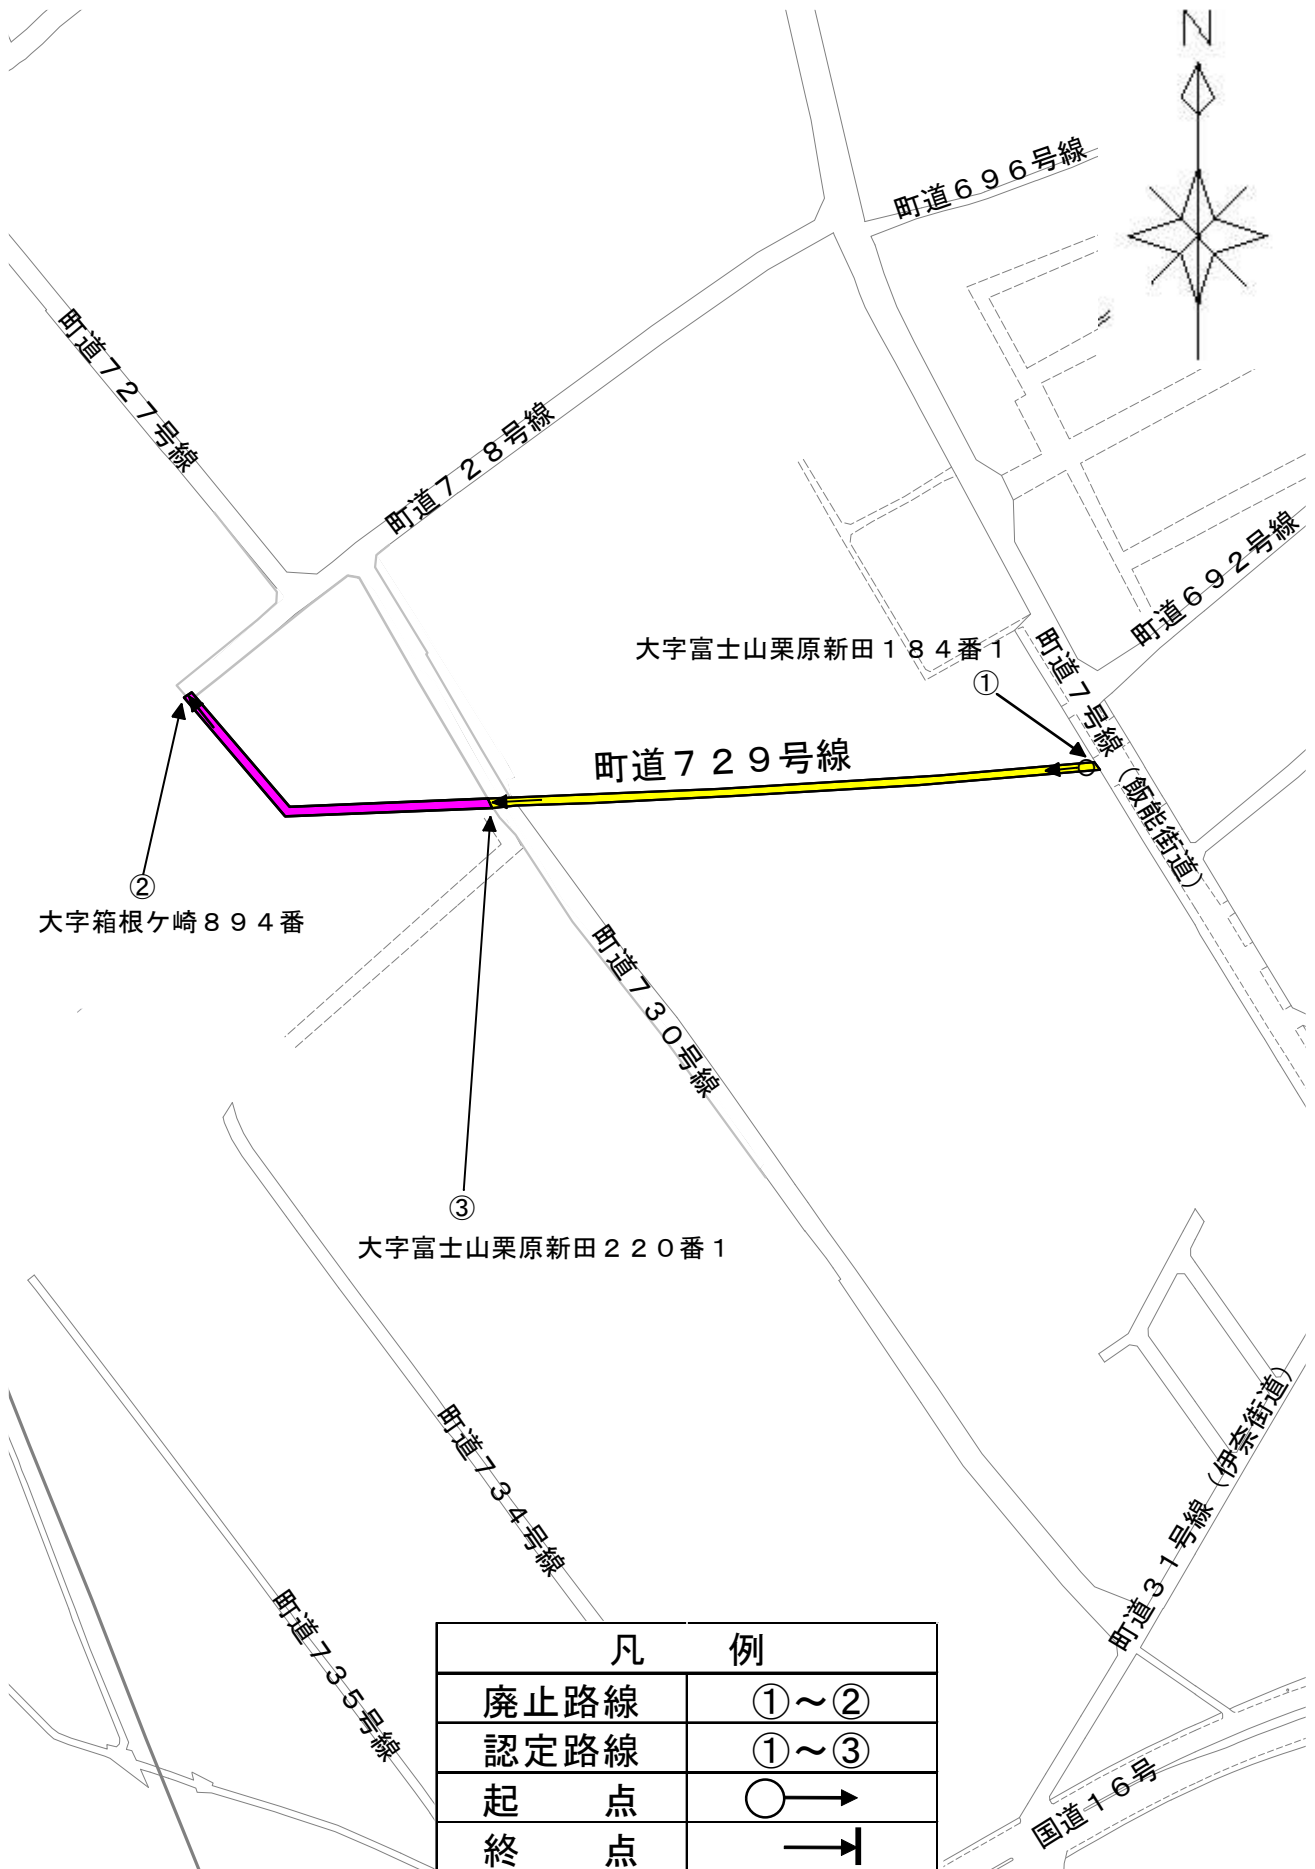 N
町道６９６号線
町道７２７号線
町道７２８号線
町道６９２号線
大字富士山栗原新田１８４番１
①
町道７号線（飯能街道）
町道７２９号線
②
大字箱根ケ崎８９４番
町道７３０号線
③
大字富士山栗原新田２２０番１
町道７３４号線
町道３１号線（伊奈街道）
町道７３５号線
国道１６号
凡　例
廃止路線　①～②
認定路線　①～③
起　点
終　点